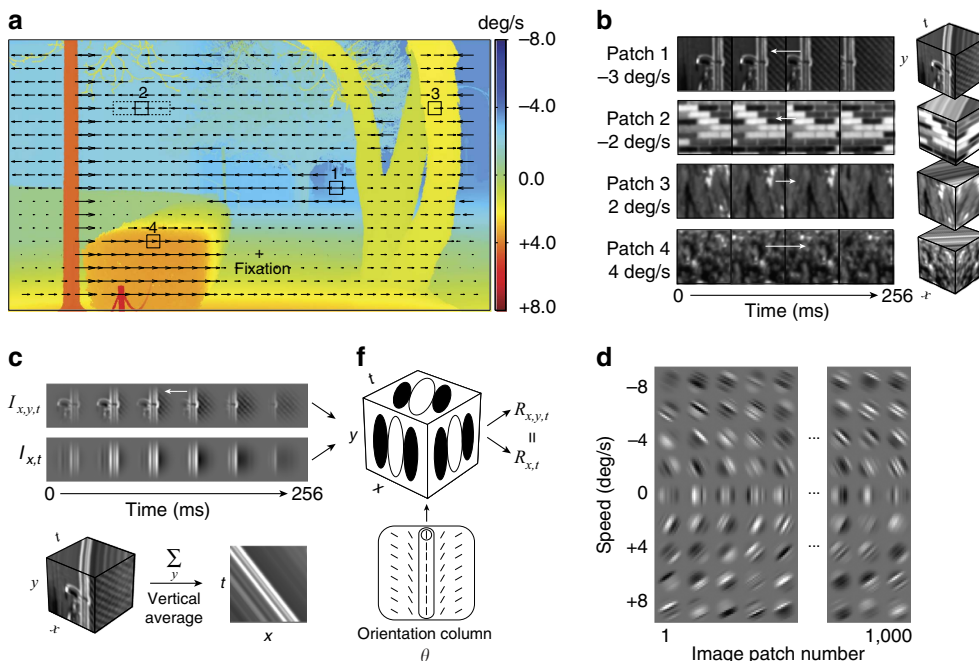 a
deg/s
−8.0
−4.0
0.0
+4.0
+8.0
2
3
1
4
+
Fixation
b
Patch 1
−3 deg/s
Patch 2
−2 deg/s
Patch 3
2 deg/s
Patch 4
4 deg/s
0
256
Time (ms)
t
y
x
c
I x,y,t
I x,t
0
256
Time (ms)
t
y
x
∑
y
Vertical
average
t
x
f
t
y
x
R x,y,t
=
R x,t
Orientation column
θ
d
Speed (deg/s)
−8
−4
0
+4
+8
...
...
...
1
1,000
Image patch number